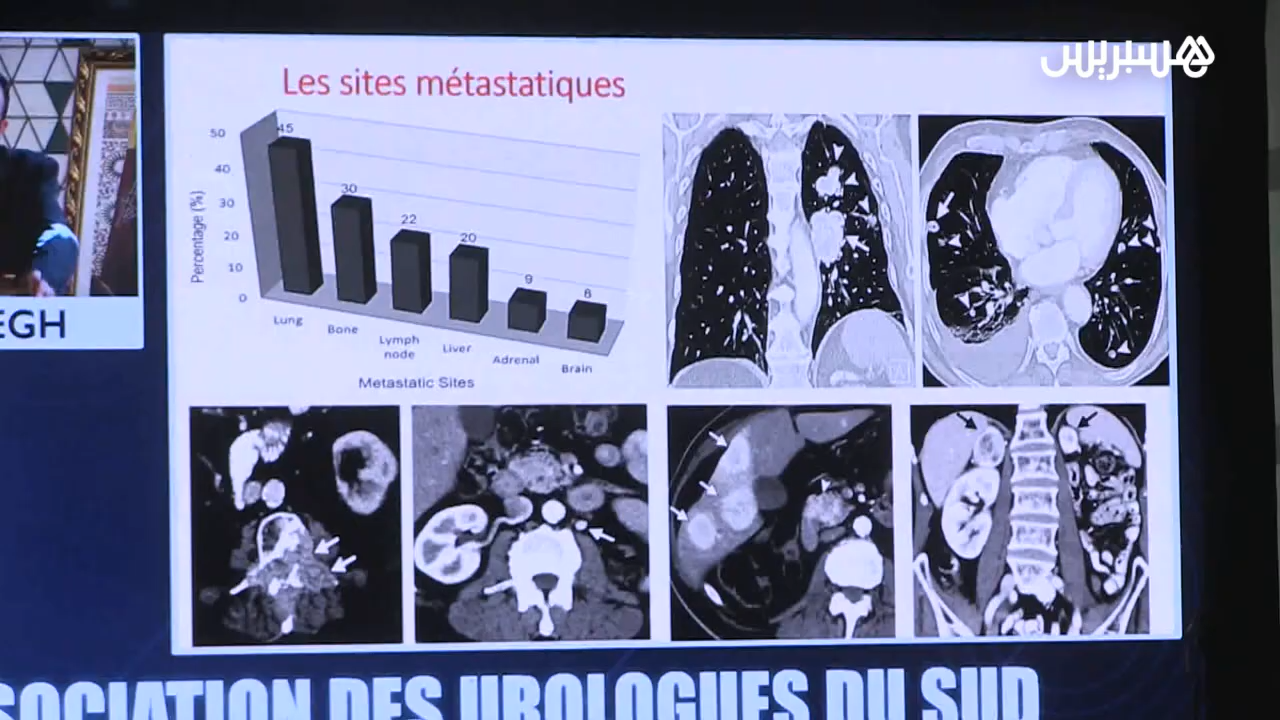 هسبريس
Les sites métastatiques
50
40
30
20
10
0
Percentage (%)
45
30
22
20
9
6
Lung
Bone
Lymph
node
Liver
Adrenal
Brain
Metastatic Sites
EGH
SOCIATION DES UROLOGUES DU SUD